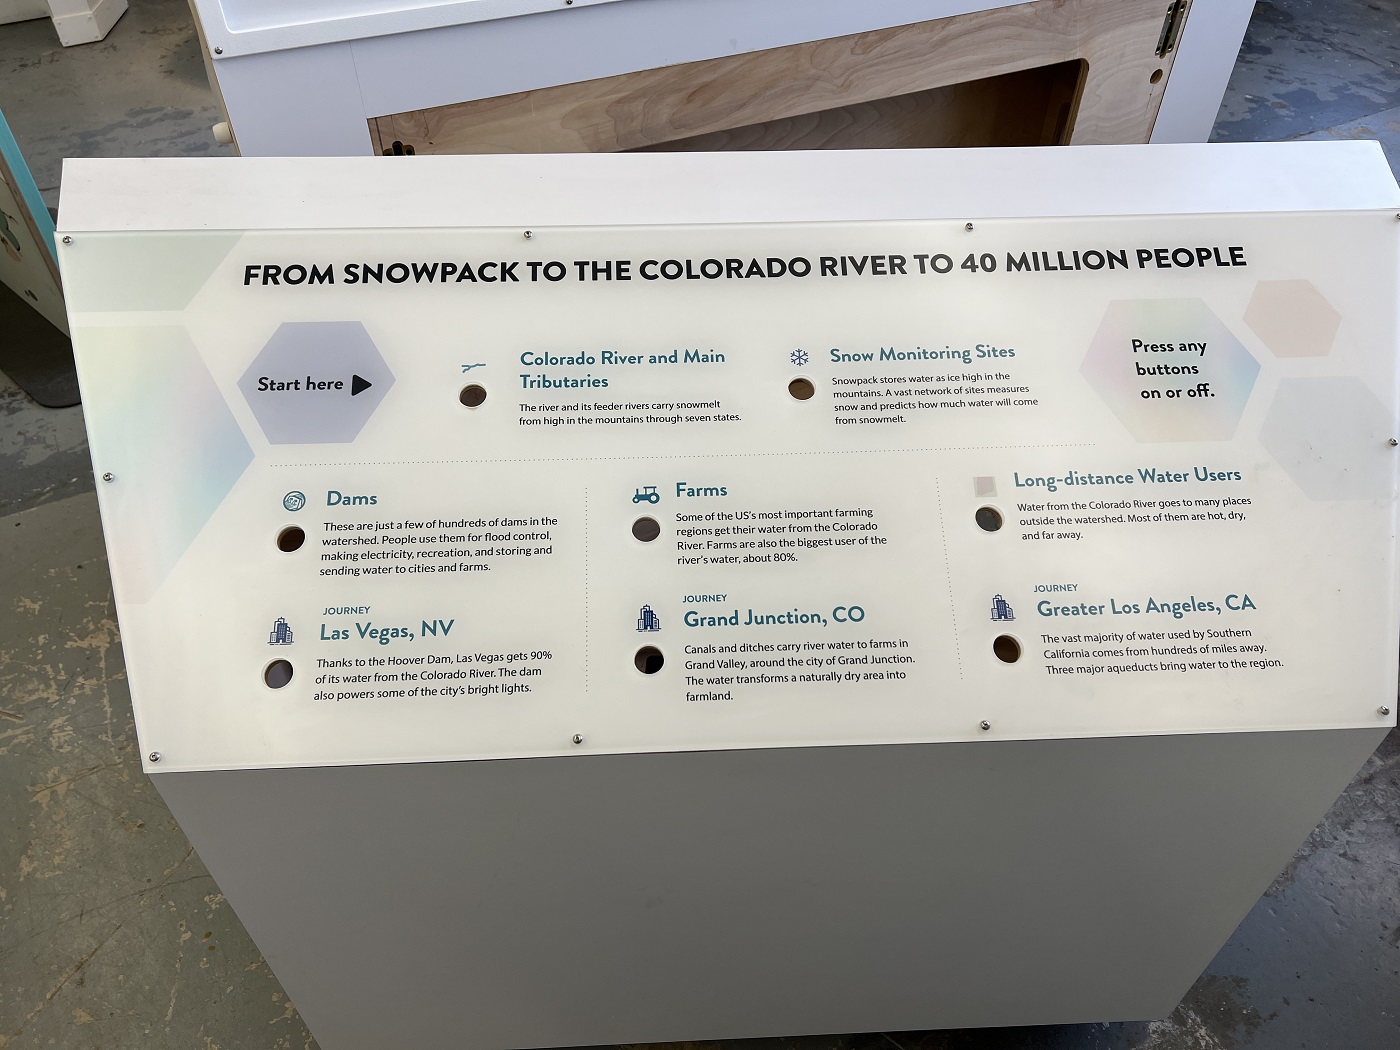 FROM SNOWPACK TO THE COLORADO RIVER TO 40 MILLION PEOPLE
Start here
Colorado River and Main
Tributaries
The river and its feeder rivers carry snowmelt
from high in the mountains through seven states.
Snow Monitoring Sites
Snowpack stores water as ice high in the
mountains. A vast network of sites measures
snow and predicts how much water will come
from snowmelt.
Press any
buttons
on or off.
Dams
These are just a few of hundreds of dams in the
watershed. People use them for flood control,
making electricity, recreation, and storing and
sending water to cities and farms.
Farms
Some of the US's most important farming
regions get their water from the Colorado
River. Farms are also the biggest user of the
river's water, about 80%.
Long-distance Water Users
Water from the Colorado River goes to many places
outside the watershed. Most of them are hot, dry,
and far away.
JOURNEY
Las Vegas, NV
Thanks to the Hoover Dam, Las Vegas gets 90%
of its water from the Colorado River. The dam
also powers some of the city's bright lights.
JOURNEY
Grand Junction, CO
Canals and ditches carry river water to farms in
Grand Valley, around the city of Grand Junction.
The water transforms a naturally dry area into
farmland.
JOURNEY
Greater Los Angeles, CA
The vast majority of water used by Southern
California comes from hundreds of miles away.
Three major aqueducts bring water to the region.